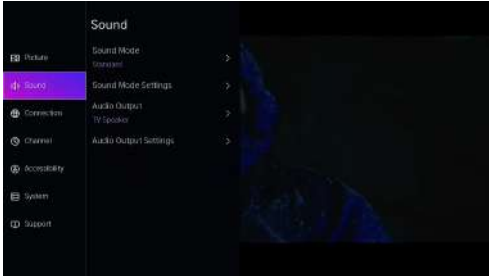 Sound
Picture
Sound
Connection
Channel
Accessibility
System
Support
Sound Mode
Standard
Sound Mode Settings
Audio Output
TV Speaker
Audio Output Settings